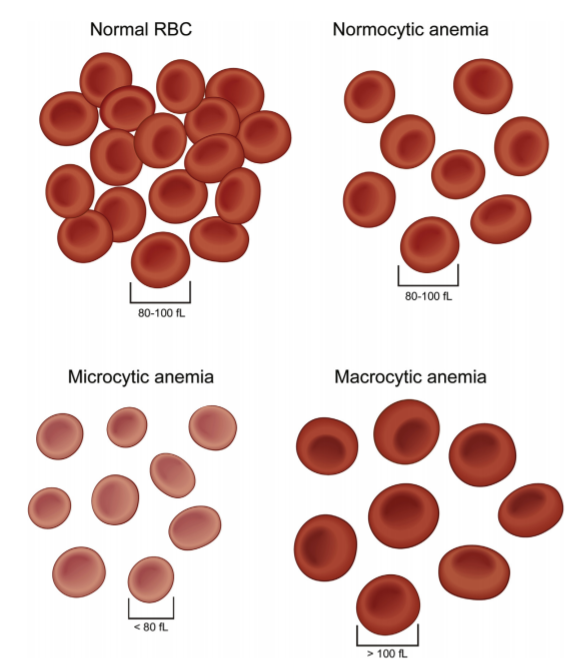 Normal RBC
Normocytic anemia
80-100 fL
80-100 fL
Microcytic anemia
Macrocytic anemia
< 80 fL
> 100 fL